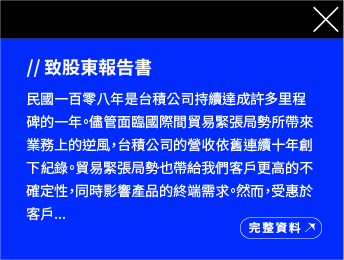 // 致股東報告書
民國一百零八年是台積公司持續達成許多里程
碑的一年。儘管面臨國際間貿易緊張局勢所帶來
業務上的逆風，台積公司的營收依舊連續十年創
下紀錄。貿易緊張局勢也帶給我們客戶更高的不
確定性，同時影響產品的終端需求。然而，受惠於
客戶...
完整資料